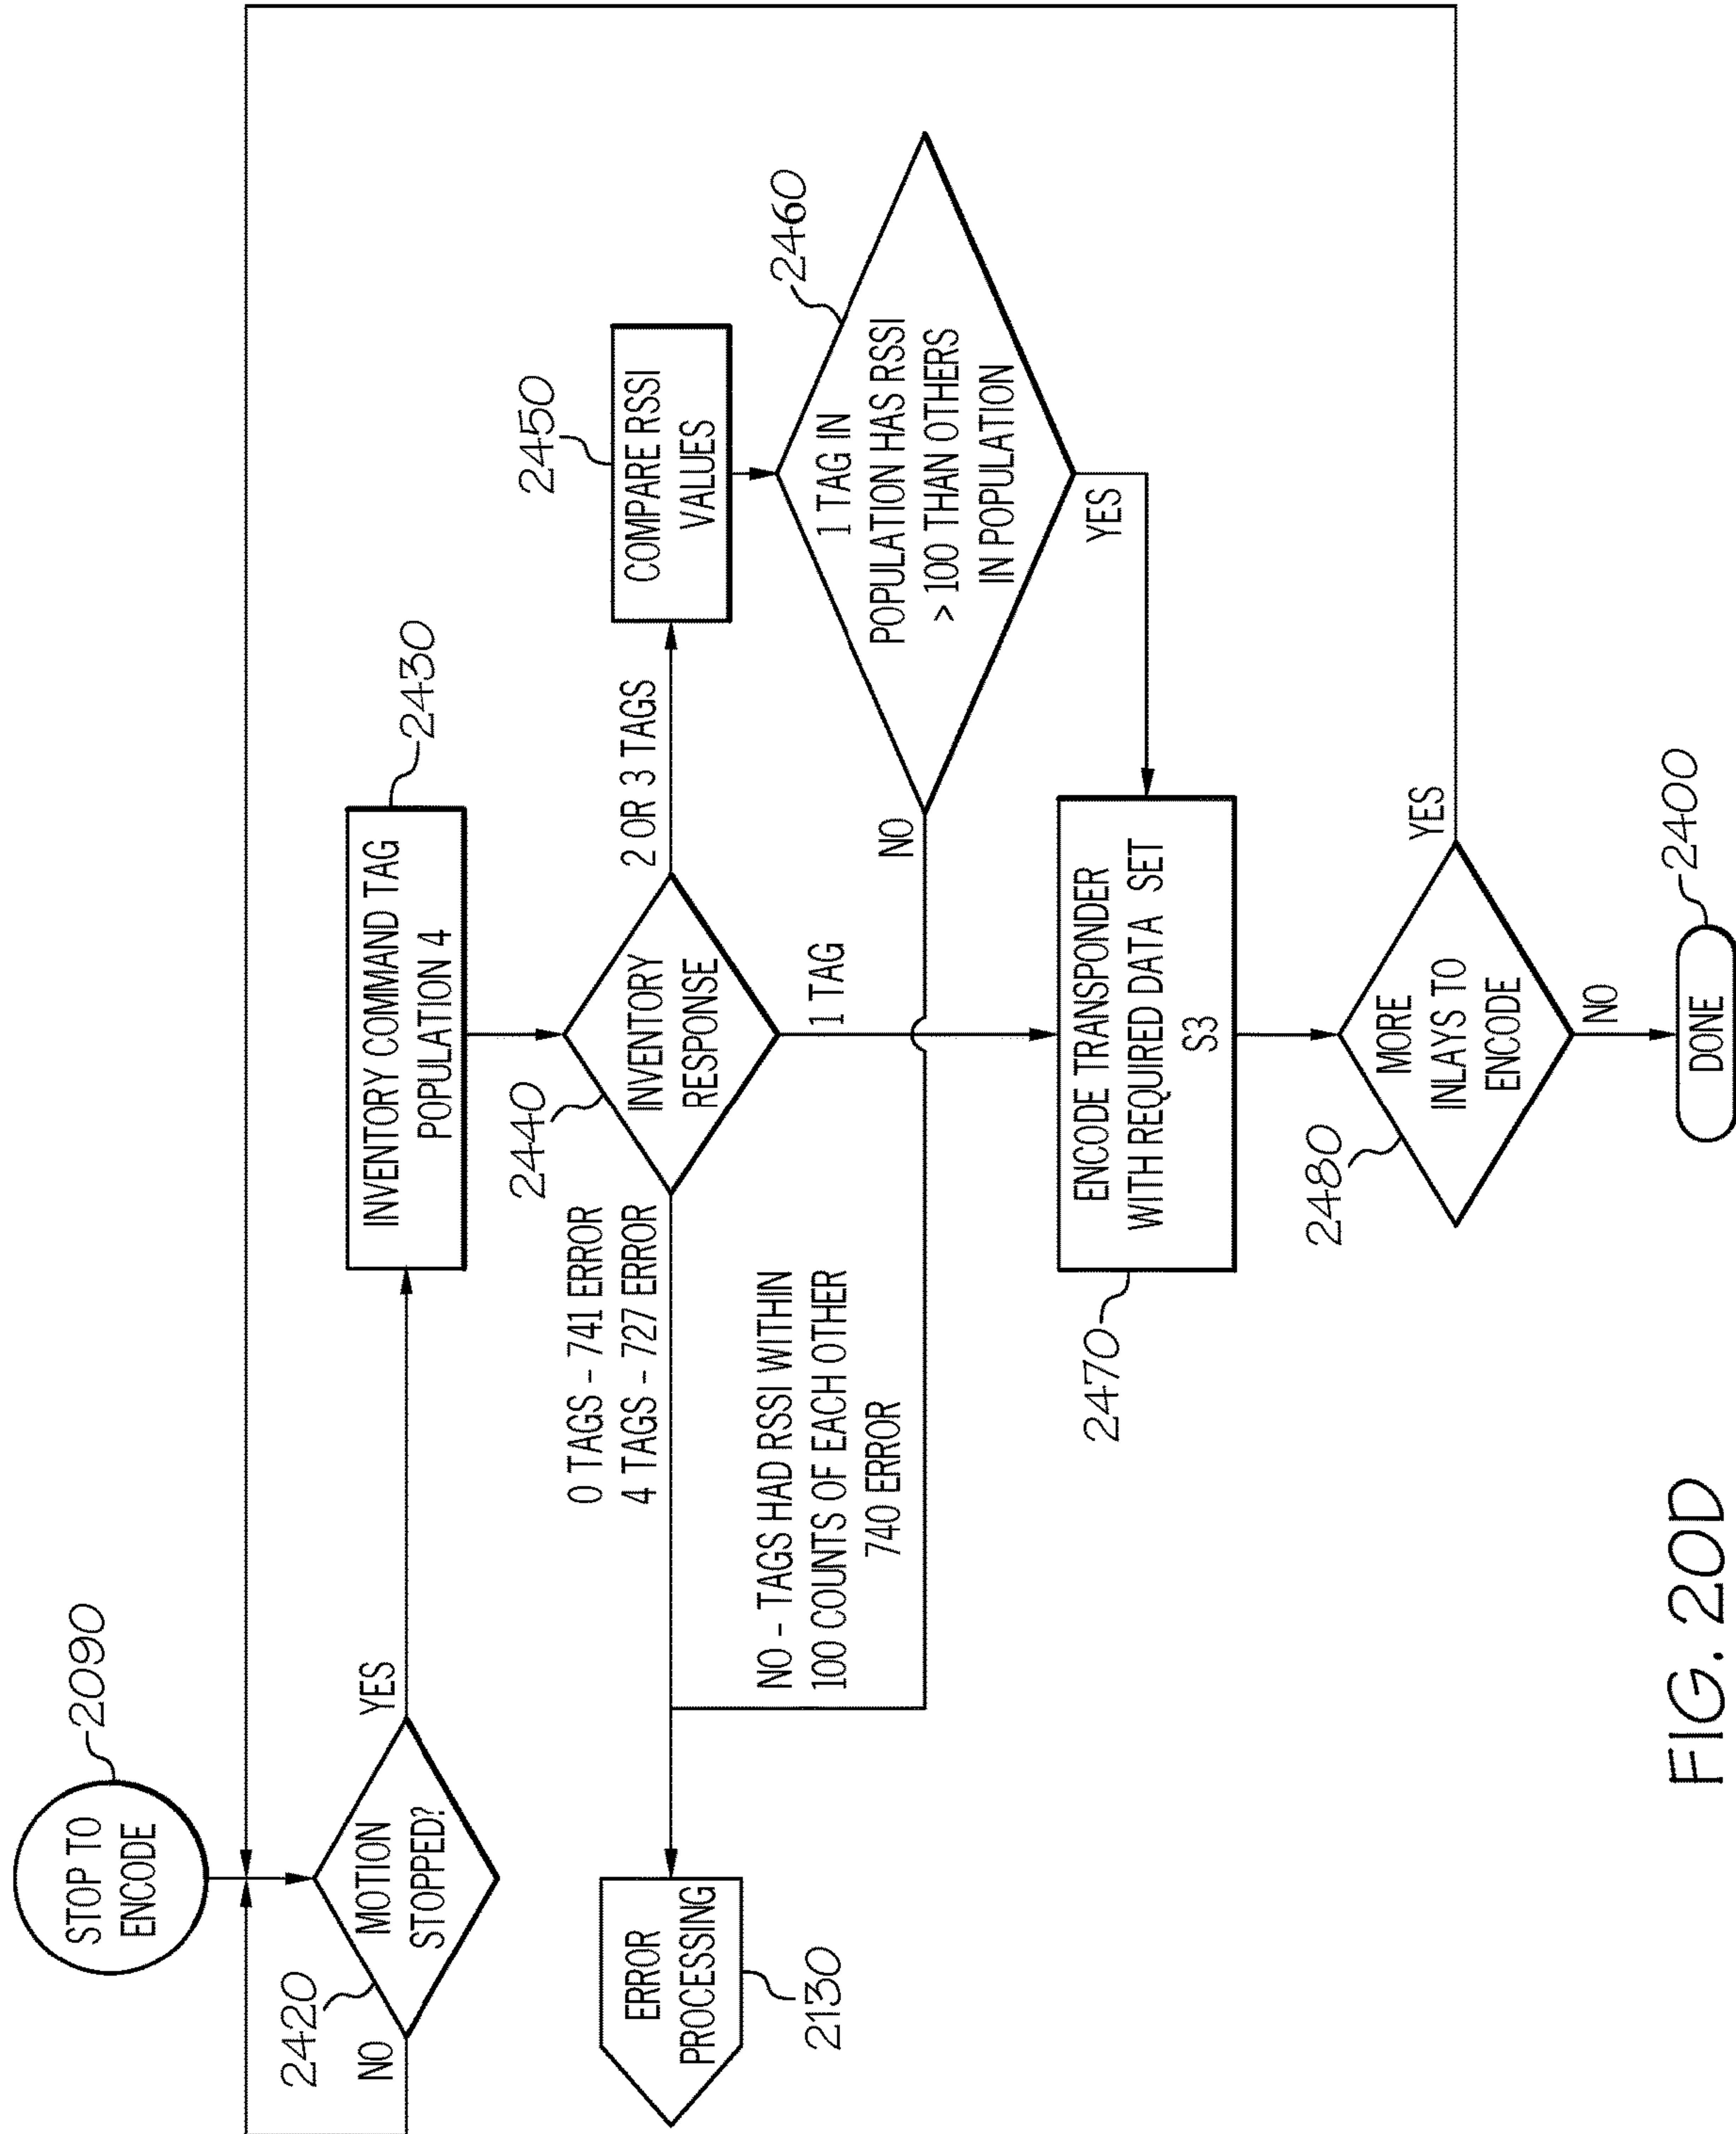 STOP TO
ENCODE
2090
MOTION
STOPPED?
2420
NO
YES
INVENTORY COMMAND TAG
POPULATION 4
2430
INVENTORY
RESPONSE
2440
0 TAGS - 741 ERROR
4 TAGS - 727 ERROR
2 OR 3 TAGS
1 TAG
COMPARE RSSI
VALUES
2450
1 TAG IN
POPULATION HAS RSSI
> 100 THAN OTHERS
IN POPULATION
2460
NO
YES
NO - TAGS HAD RSSI WITHIN
100 COUNTS OF EACH OTHER
740 ERROR
ERROR
PROCESSING
2130
ENCODE TRANSPONDER
WITH REQUIRED DATA SET
S3
2470
MORE
INLAYS TO
ENCODE
2480
YES
NO
DONE
2400
FIG. 20D